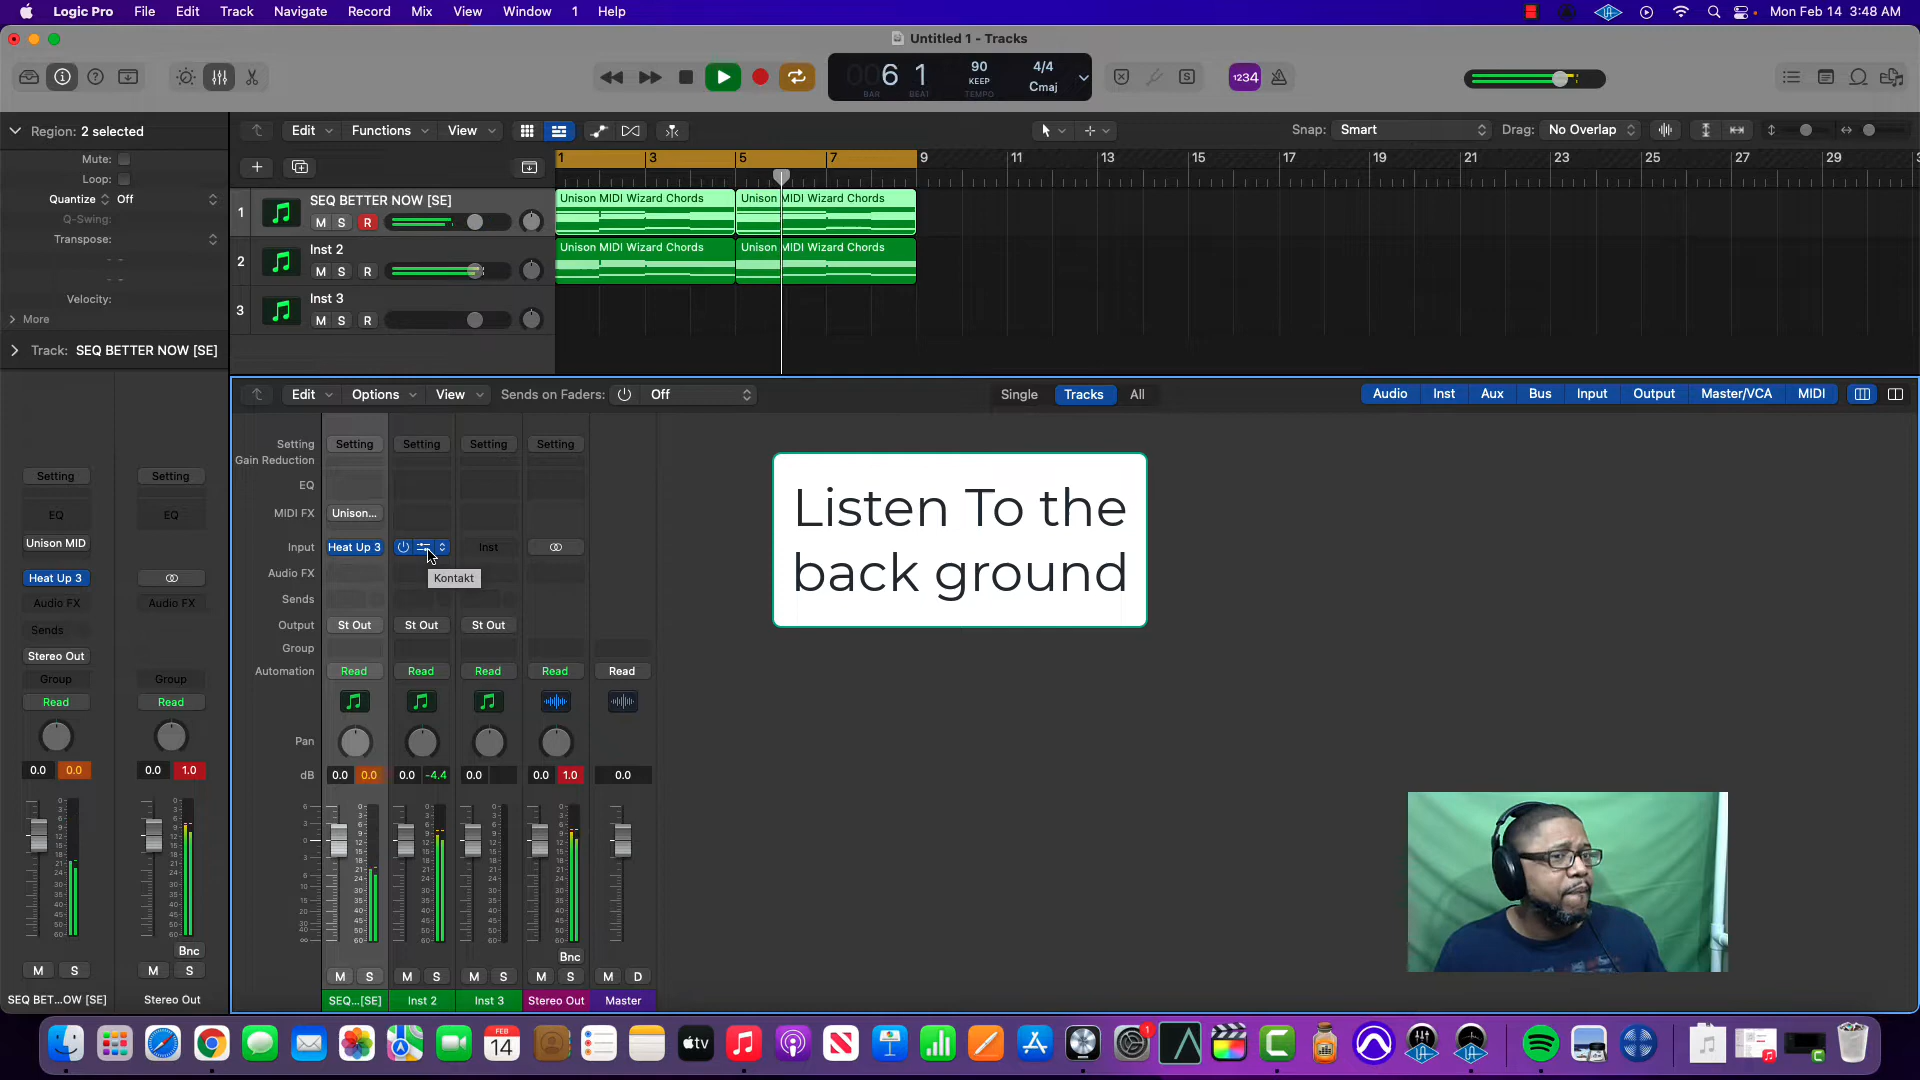 Logic Pro File Edit Track Navigate Record Mix View Window 1 Help Mon Feb 14 3:48 AM
Untitled 1 - Tracks
6 1 90 4/4
KEEP Cmaj
BAR BEAT TEMPO
1234
Region: 2 selected
Edit Functions View Snap: Smart Drag: No Overlap
Mute:
Loop:
Quantize Off
Q-Swing:
Transpose:
Velocity:
More
Track: SEQ BETTER NOW [SE]
1 3 5 7 9 11 13 15 17 19 21 23 25 27 29
1 SEQ BETTER NOW [SE]
M S R
Unison MIDI Wizard Chords Unison MIDI Wizard Chords
2 Inst 2
M S R
Unison MIDI Wizard Chords Unison MIDI Wizard Chords
3 Inst 3
M S R
Edit Options View Sends on Faders: Off Single Tracks All Audio Inst Aux Bus Input Output Master/VCA MIDI
Setting Setting Setting Setting Setting
Gain Reduction
EQ
MIDI FX Unison...
Input Heat Up 3 Inst
Kontakt
Audio FX
Sends
Output St Out St Out St Out
Group
Automation Read Read Read Read Read
Pan
dB 0.0 0.0 0.0 -4.4 0.0 0.0 1.0 0.0
Bnc
M S M S M S M S M D
SEQ...[SE] Inst 2 Inst 3 Stereo Out Master
Setting Setting
EQ EQ
Unison MID
Heat Up 3
Audio FX Audio FX
Sends
Stereo Out
Group Group
Read Read
0.0 0.0 0.0 1.0
Bnc
M S M S
SEQ BET...OW [SE] Stereo Out
Listen To the
back ground
FEB
14
tv
1